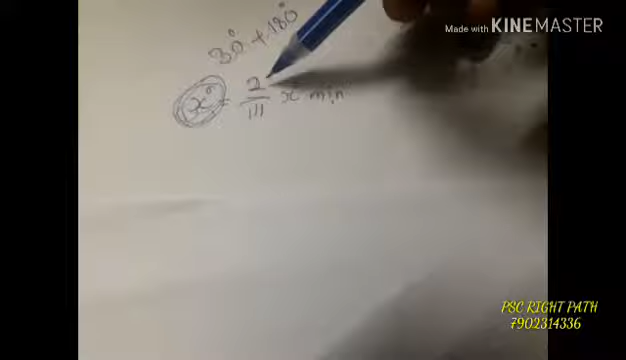 Made with KINEMASTER
30° + 180°
x° = 2/11 x min
PSC RIGHT PATH
7902314336